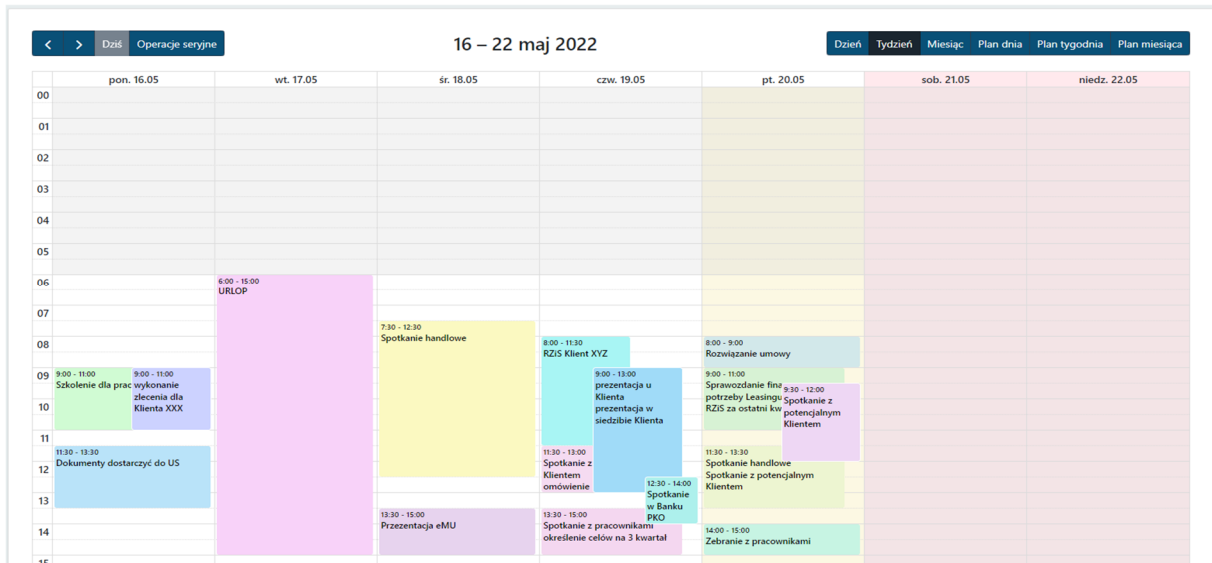 Dziś Operacje seryjne
16 – 22 maj 2022
Dzień Tydzień Miesiąc Plan dnia Plan tygodnia Plan miesiąca
pon. 16.05 wt. 17.05 śr. 18.05 czw. 19.05 pt. 20.05 sob. 21.05 niedz. 22.05
00
01
02
03
04
05
06
07
08
09
10
11
12
13
14
15
9:00 - 11:00
Szkolenie dla prac
9:00 - 11:00
wykonanie
zlecenia dla
Klienta XXX
11:30 - 13:30
Dokumenty dostarczyć do US
6:00 - 15:00
URLOP
7:30 - 12:30
Spotkanie handlowe
13:30 - 15:00
Przezentacja eMU
8:00 - 11:30
RZiS Klient XYZ
9:00 - 13:00
prezentacja u
Klienta
prezentacja w
siedzibie Klienta
11:30 - 13:00
Spotkanie z
Klientem
omówienie
12:30 - 14:00
Spotkanie
w Banku
PKO
13:30 - 15:00
Spotkanie z pracownikami
określenie celów na 3 kwartał
8:00 - 9:00
Rozwiązanie umowy
9:00 - 11:00
Sprawozdanie fina
potrzeby Leasingu
RZiS za ostatni kw
9:30 - 12:00
Spotkanie z
potencjalnym
Klientem
11:30 - 13:30
Spotkanie handlowe
Spotkanie z potencjalnym
Klientem
14:00 - 15:00
Zebranie z pracownikami